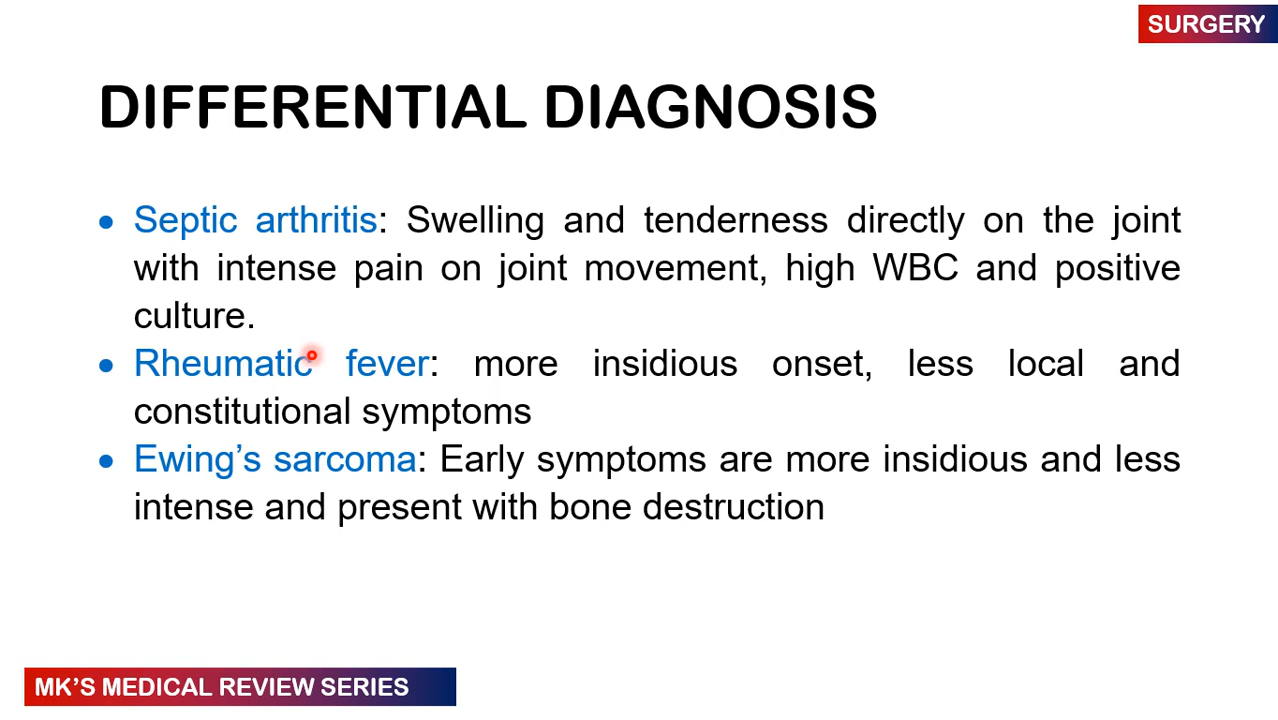 SURGERY
DIFFERENTIAL DIAGNOSIS
• Septic arthritis: Swelling and tenderness directly on the joint
with intense pain on joint movement, high WBC and positive
culture.
• Rheumatic fever: more insidious onset, less local and
constitutional symptoms
• Ewing’s sarcoma: Early symptoms are more insidious and less
intense and present with bone destruction
MK’S MEDICAL REVIEW SERIES